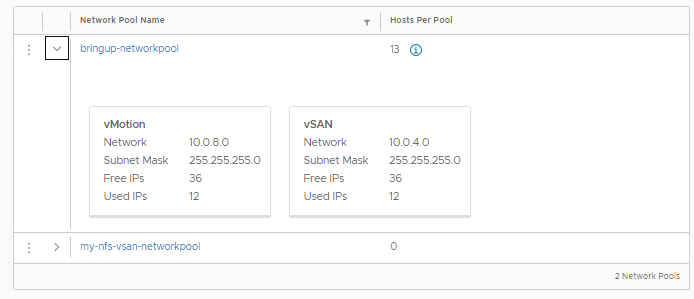 Network Pool Name Hosts Per Pool
bringup-networkpool 13
vMotion vSAN
Network 10.0.8.0 Network 10.0.4.0
Subnet Mask 255.255.255.0 Subnet Mask 255.255.255.0
Free IPs 36 Free IPs 36
Used IPs 12 Used IPs 12
my-nfs-vsan-networkpool 0
2 Network Pools